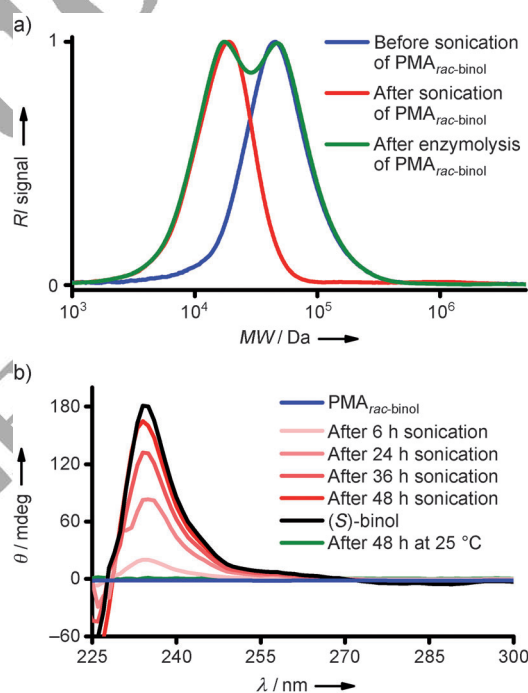 a)
1
RI signal
0
10³ 10⁴ 10⁵ 10⁶
MW / Da
Before sonication
of PMArac-binol
After sonication
of PMArac-binol
After enzymolysis
of PMArac-binol
b)
180
120
60
0
–60
θ / mdeg
225 240 255 270 285 300
λ / nm
PMArac-binol
After 6 h sonication
After 24 h sonication
After 36 h sonication
After 48 h sonication
(S)-binol
After 48 h at 25 °C